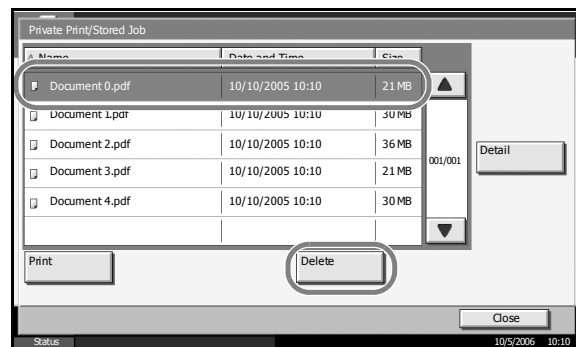 Private Print/Stored Job
Name Date and Time Size
Document 0.pdf 10/10/2005 10:10 21 MB
Document 1.pdf 10/10/2005 10:10 30 MB
Document 2.pdf 10/10/2005 10:10 36 MB
Document 3.pdf 10/10/2005 10:10 21 MB
Document 4.pdf 10/10/2005 10:10 30 MB
001/001
Detail
Print Delete
Close
Status 10/5/2006 10:10